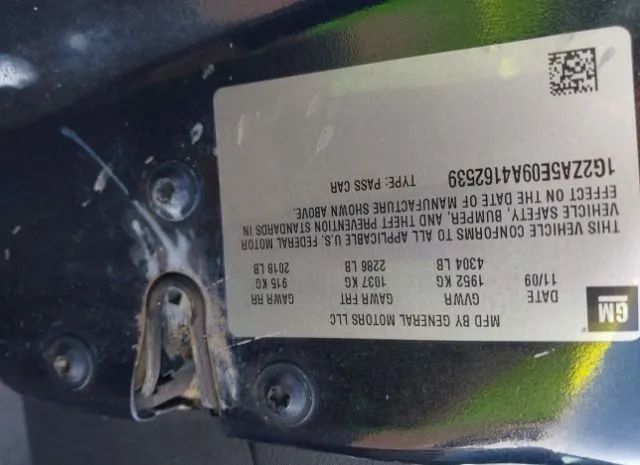 MFD BY GENERAL MOTORS LLC
GM
DATE GVWR GAWR FRT GAWR RR
11/09 1952 KG 1037 KG 915 KG
4304 LB 2286 LB 2018 LB
THIS VEHICLE CONFORMS TO ALL APPLICABLE U.S. FEDERAL MOTOR
VEHICLE SAFETY, BUMPER, AND THEFT PREVENTION STANDARDS IN
EFFECT ON THE DATE OF MANUFACTURE SHOWN ABOVE.
1G2ZA5E09A4162539 TYPE: PASS CAR